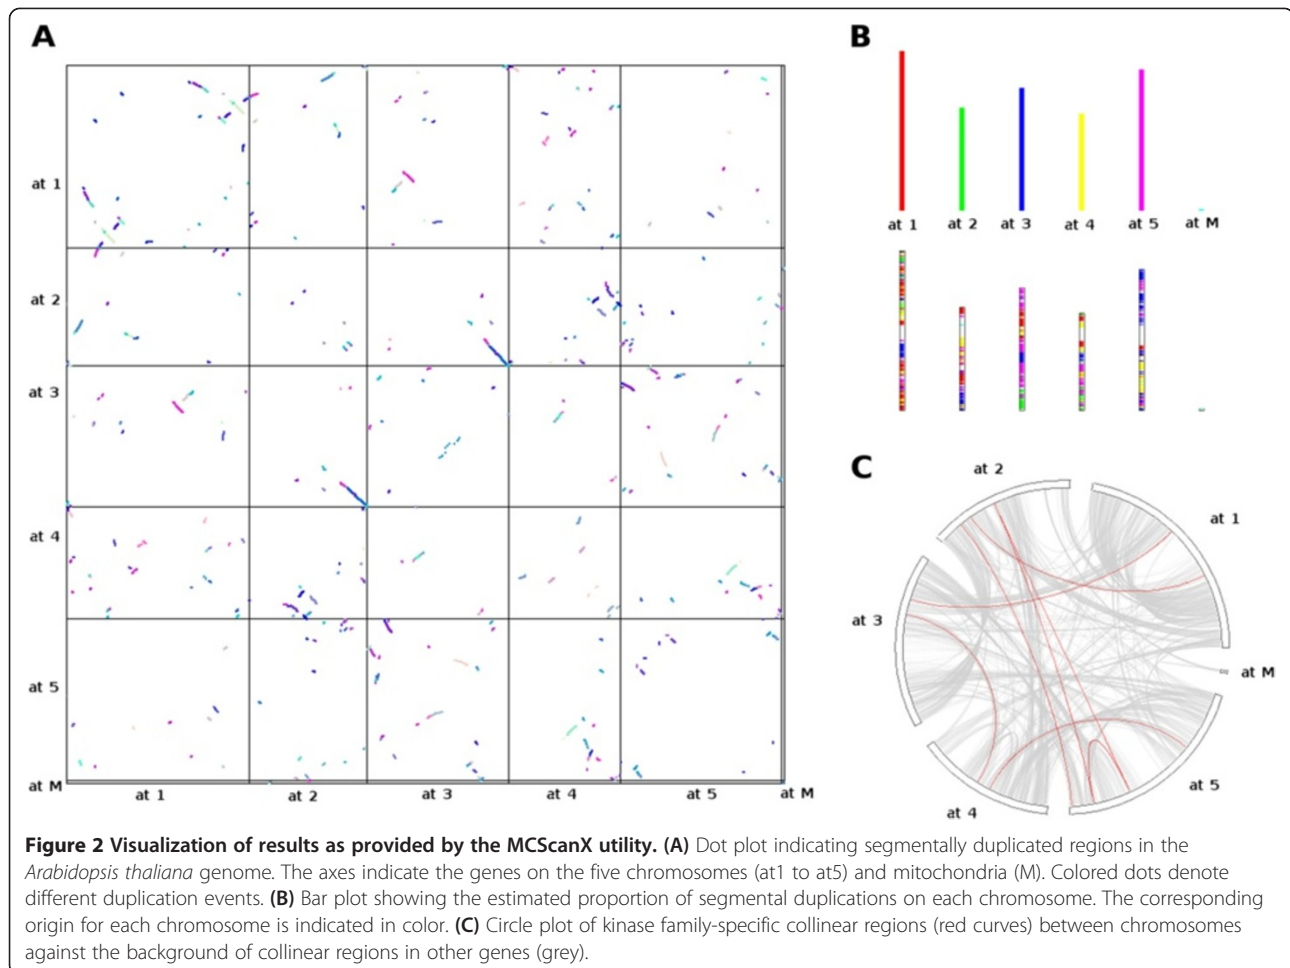 A
at 1
at 2
at 3
at 4
at 5
at M
at 1
at 2
at 3
at 4
at 5
at M
B
at 1
at 2
at 3
at 4
at 5
at M
C
at 2
at 1
at 3
at M
at 5
at 4
Figure 2 Visualization of results as provided by the MCScanX utility. (A) Dot plot indicating segmentally duplicated regions in the
Arabidopsis thaliana genome. The axes indicate the genes on the five chromosomes (at1 to at5) and mitochondria (M). Colored dots denote
different duplication events. (B) Bar plot showing the estimated proportion of segmental duplications on each chromosome. The corresponding
origin for each chromosome is indicated in color. (C) Circle plot of kinase family-specific collinear regions (red curves) between chromosomes
against the background of collinear regions in other genes (grey).